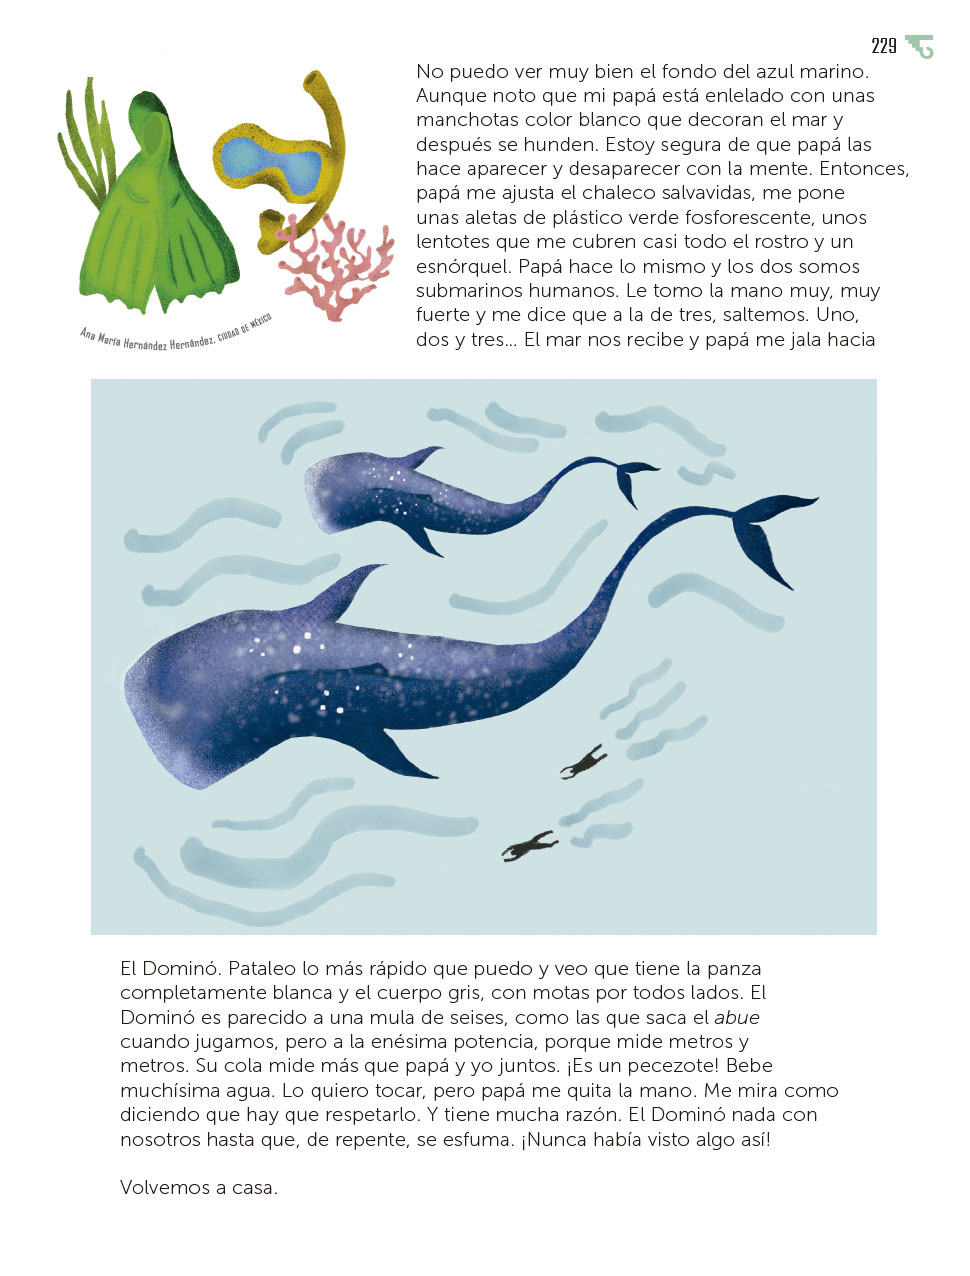 229
No puedo ver muy bien el fondo del azul marino.
Aunque noto que mi papá está enlelado con unas
manchotas color blanco que decoran el mar y
después se hunden. Estoy segura de que papá las
hace aparecer y desaparecer con la mente. Entonces,
papá me ajusta el chaleco salvavidas, me pone
unas aletas de plástico verde fosforescente, unos
lentotes que me cubren casi todo el rostro y un
esnórquel. Papá hace lo mismo y los dos somos
submarinos humanos. Le tomo la mano muy, muy
fuerte y me dice que a la de tres, saltemos. Uno,
dos y tres... El mar nos recibe y papá me jala hacia
Ana María Hernández Hernández, CIUDAD DE MÉXICO
El Dominó. Pataleo lo más rápido que puedo y veo que tiene la panza
completamente blanca y el cuerpo gris, con motas por todos lados. El
Dominó es parecido a una mula de seises, como las que saca el abue
cuando jugamos, pero a la enésima potencia, porque mide metros y
metros. Su cola mide más que papá y yo juntos. ¡Es un pecezote! Bebe
muchísima agua. Lo quiero tocar, pero papá me quita la mano. Me mira como
diciendo que hay que respetarlo. Y tiene mucha razón. El Dominó nada con
nosotros hasta que, de repente, se esfuma. ¡Nunca había visto algo así!
Volvemos a casa.